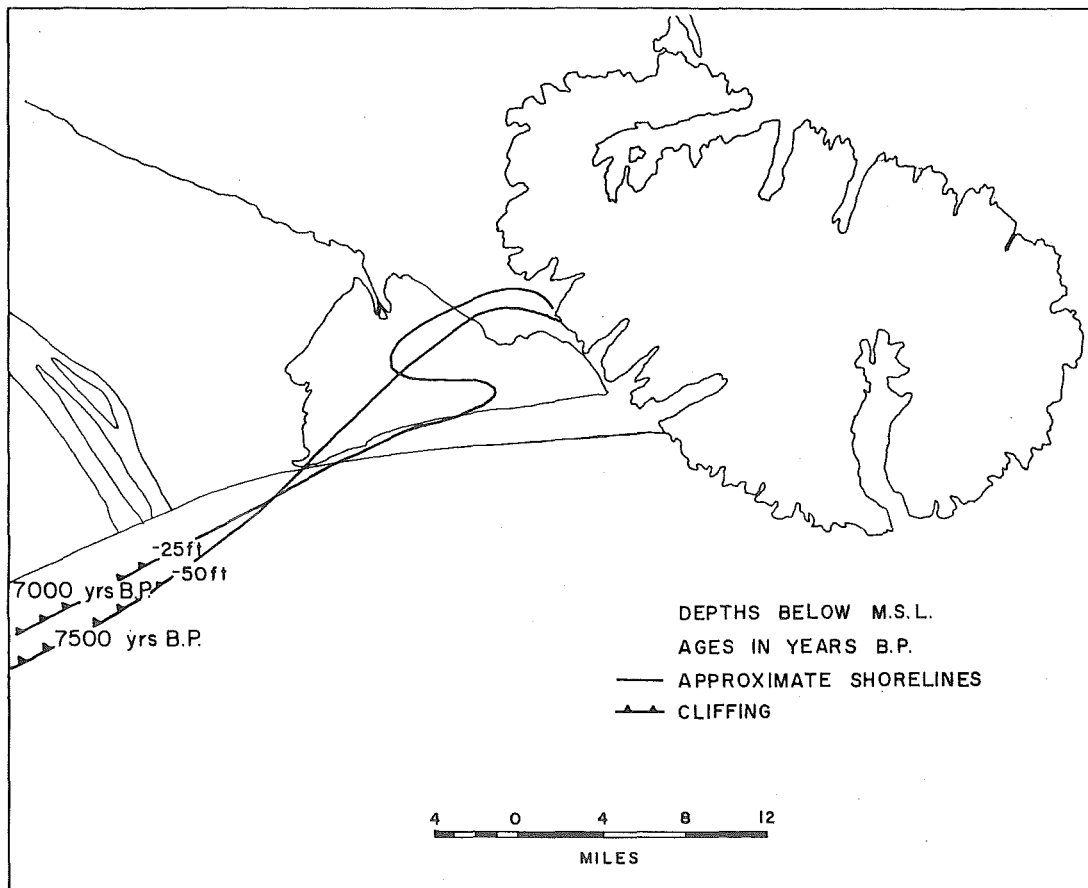 -25ft
-50ft
7000 yrs B.P.
7500 yrs B.P.
DEPTHS BELOW M.S.L.
AGES IN YEARS B.P.
APPROXIMATE SHORELINES
CLIFFING
4 0 4 8 12
MILES